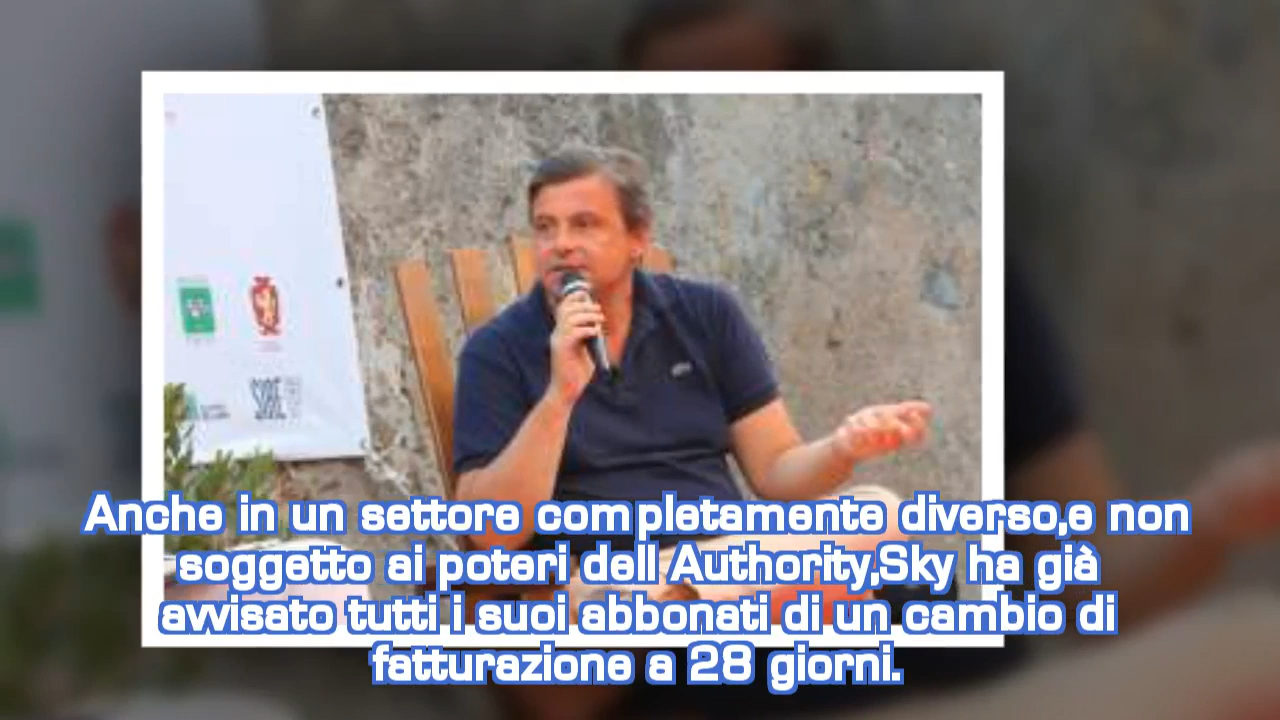 Anche in un settore completamente diverso,e non
soggetto ai poteri dell Authority,Sky ha già
avvisato tutti i suoi abbonati di un cambio di
fatturazione a 28 giorni.